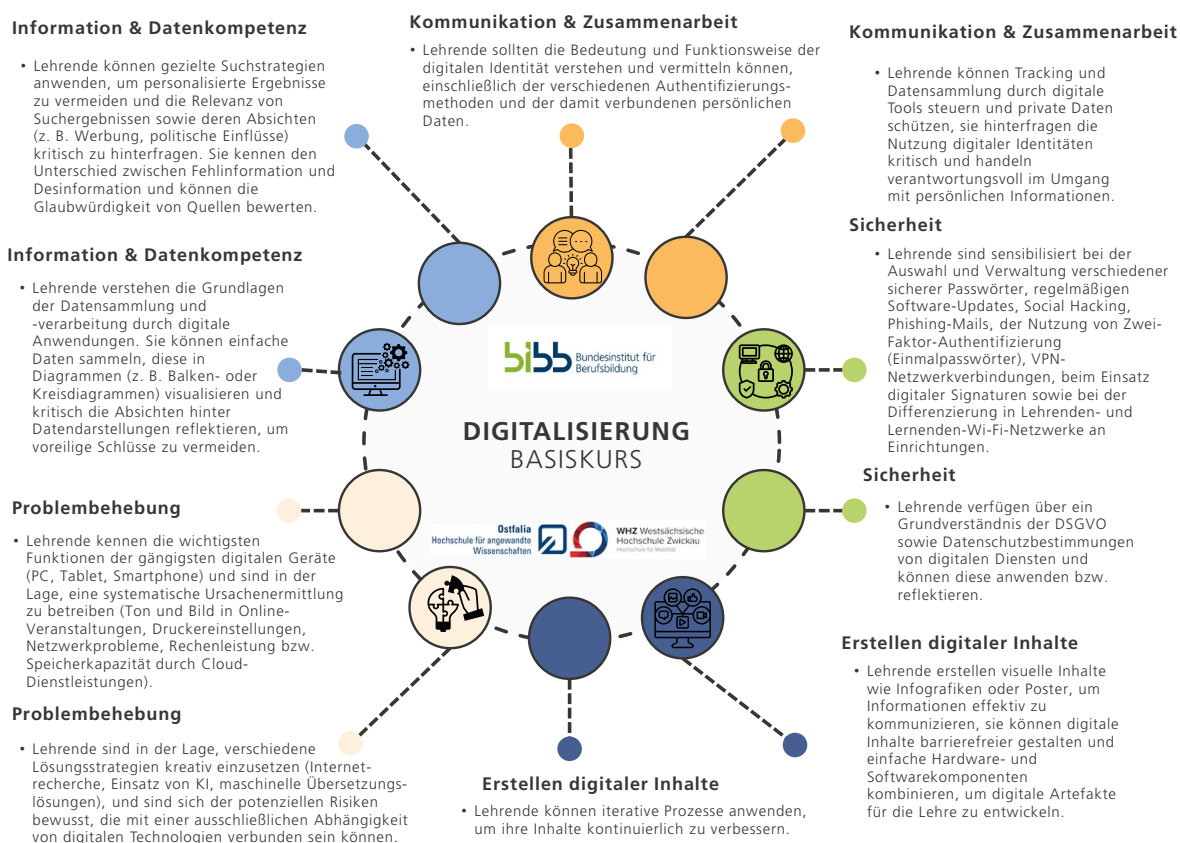 Information & Datenkompetenz
• Lehrende können gezielte Suchstrategien
anwenden, um personalisierte Ergebnisse
zu vermeiden und die Relevanz von
Suchergebnissen sowie deren Absichten
(z. B. Werbung, politische Einflüsse)
kritisch zu hinterfragen. Sie kennen den
Unterschied zwischen Fehlinformation und
Desinformation und können die
Glaubwürdigkeit von Quellen bewerten.
Kommunikation & Zusammenarbeit
• Lehrende sollten die Bedeutung und Funktionsweise der
digitalen Identität verstehen und vermitteln können,
einschließlich der verschiedenen Authentifizierungs-
methoden und der damit verbundenen persönlichen
Daten.
Kommunikation & Zusammenarbeit
• Lehrende können Tracking und
Datensammlung durch digitale
Tools steuern und private Daten
schützen, sie hinterfragen die
Nutzung digitaler Identitäten
kritisch und handeln
verantwortungsvoll im Umgang
mit persönlichen Informationen.
Sicherheit
• Lehrende sind sensibilisiert bei der
Auswahl und Verwaltung verschiedener
sicherer Passwörter, regelmäßigen
Software-Updates, Social Hacking,
Phishing-Mails, der Nutzung von Zwei-
Faktor-Authentifizierung
(Einmalpasswörter), VPN-
Netzwerkverbindungen, beim Einsatz
digitaler Signaturen sowie bei der
Differenzierung in Lehrenden- und
Lernenden-Wi-Fi-Netzwerke an
Einrichtungen.
Information & Datenkompetenz
• Lehrende verstehen die Grundlagen
der Datensammlung und
-verarbeitung durch digitale
Anwendungen. Sie können einfache
Daten sammeln, diese in
Diagrammen (z. B. Balken- oder
Kreisdiagrammen) visualisieren und
kritisch die Absichten hinter
Datendarstellungen reflektieren, um
voreilige Schlüsse zu vermeiden.
bibb Bundesinstitut für
Berufsbildung
DIGITALISIERUNG
BASISKURS
Ostfalia
Hochschule für angewandte
Wissenschaften
WHZ Westsächsische
Hochschule Zwickau
Hochschule für Mobilität
Sicherheit
• Lehrende verfügen über ein
Grundverständnis der DSGVO
sowie Datenschutzbestimmungen
von digitalen Diensten und
können diese anwenden bzw.
reflektieren.
Problembehebung
• Lehrende kennen die wichtigsten
Funktionen der gängigsten digitalen Geräte
(PC, Tablet, Smartphone) und sind in der
Lage, eine systematische Ursachenermittlung
zu betreiben (Ton und Bild in Online-
Veranstaltungen, Druckereinstellungen,
Netzwerkprobleme, Rechenleistung bzw.
Speicherkapazität durch Cloud-
Dienstleistungen).
Erstellen digitaler Inhalte
• Lehrende erstellen visuelle Inhalte
wie Infografiken oder Poster, um
Informationen effektiv zu
kommunizieren, sie können digitale
Inhalte barrierefreier gestalten und
einfache Hardware- und
Softwarekomponenten
kombinieren, um digitale Artefakte
für die Lehre zu entwickeln.
Problembehebung
• Lehrende sind in der Lage, verschiedene
Lösungsstrategien kreativ einzusetzen (Internet-
recherche, Einsatz von KI, maschinelle Übersetzungs-
lösungen), und sind sich der potenziellen Risiken
bewusst, die mit einer ausschließlichen Abhängigkeit
von digitalen Technologien verbunden sein können.
Erstellen digitaler Inhalte
• Lehrende können iterative Prozesse anwenden,
um ihre Inhalte kontinuierlich zu verbessern.